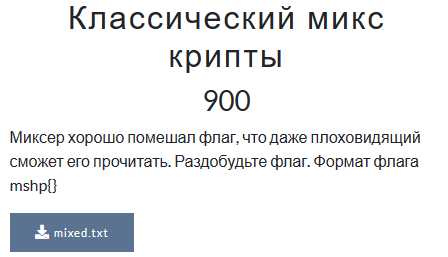 Классический микс
крипты
900
Миксер хорошо помешал флаг, что даже плоховидящий
сможет его прочитать. Раздобудьте флаг. Формат флага
mshp{}
mixed.txt